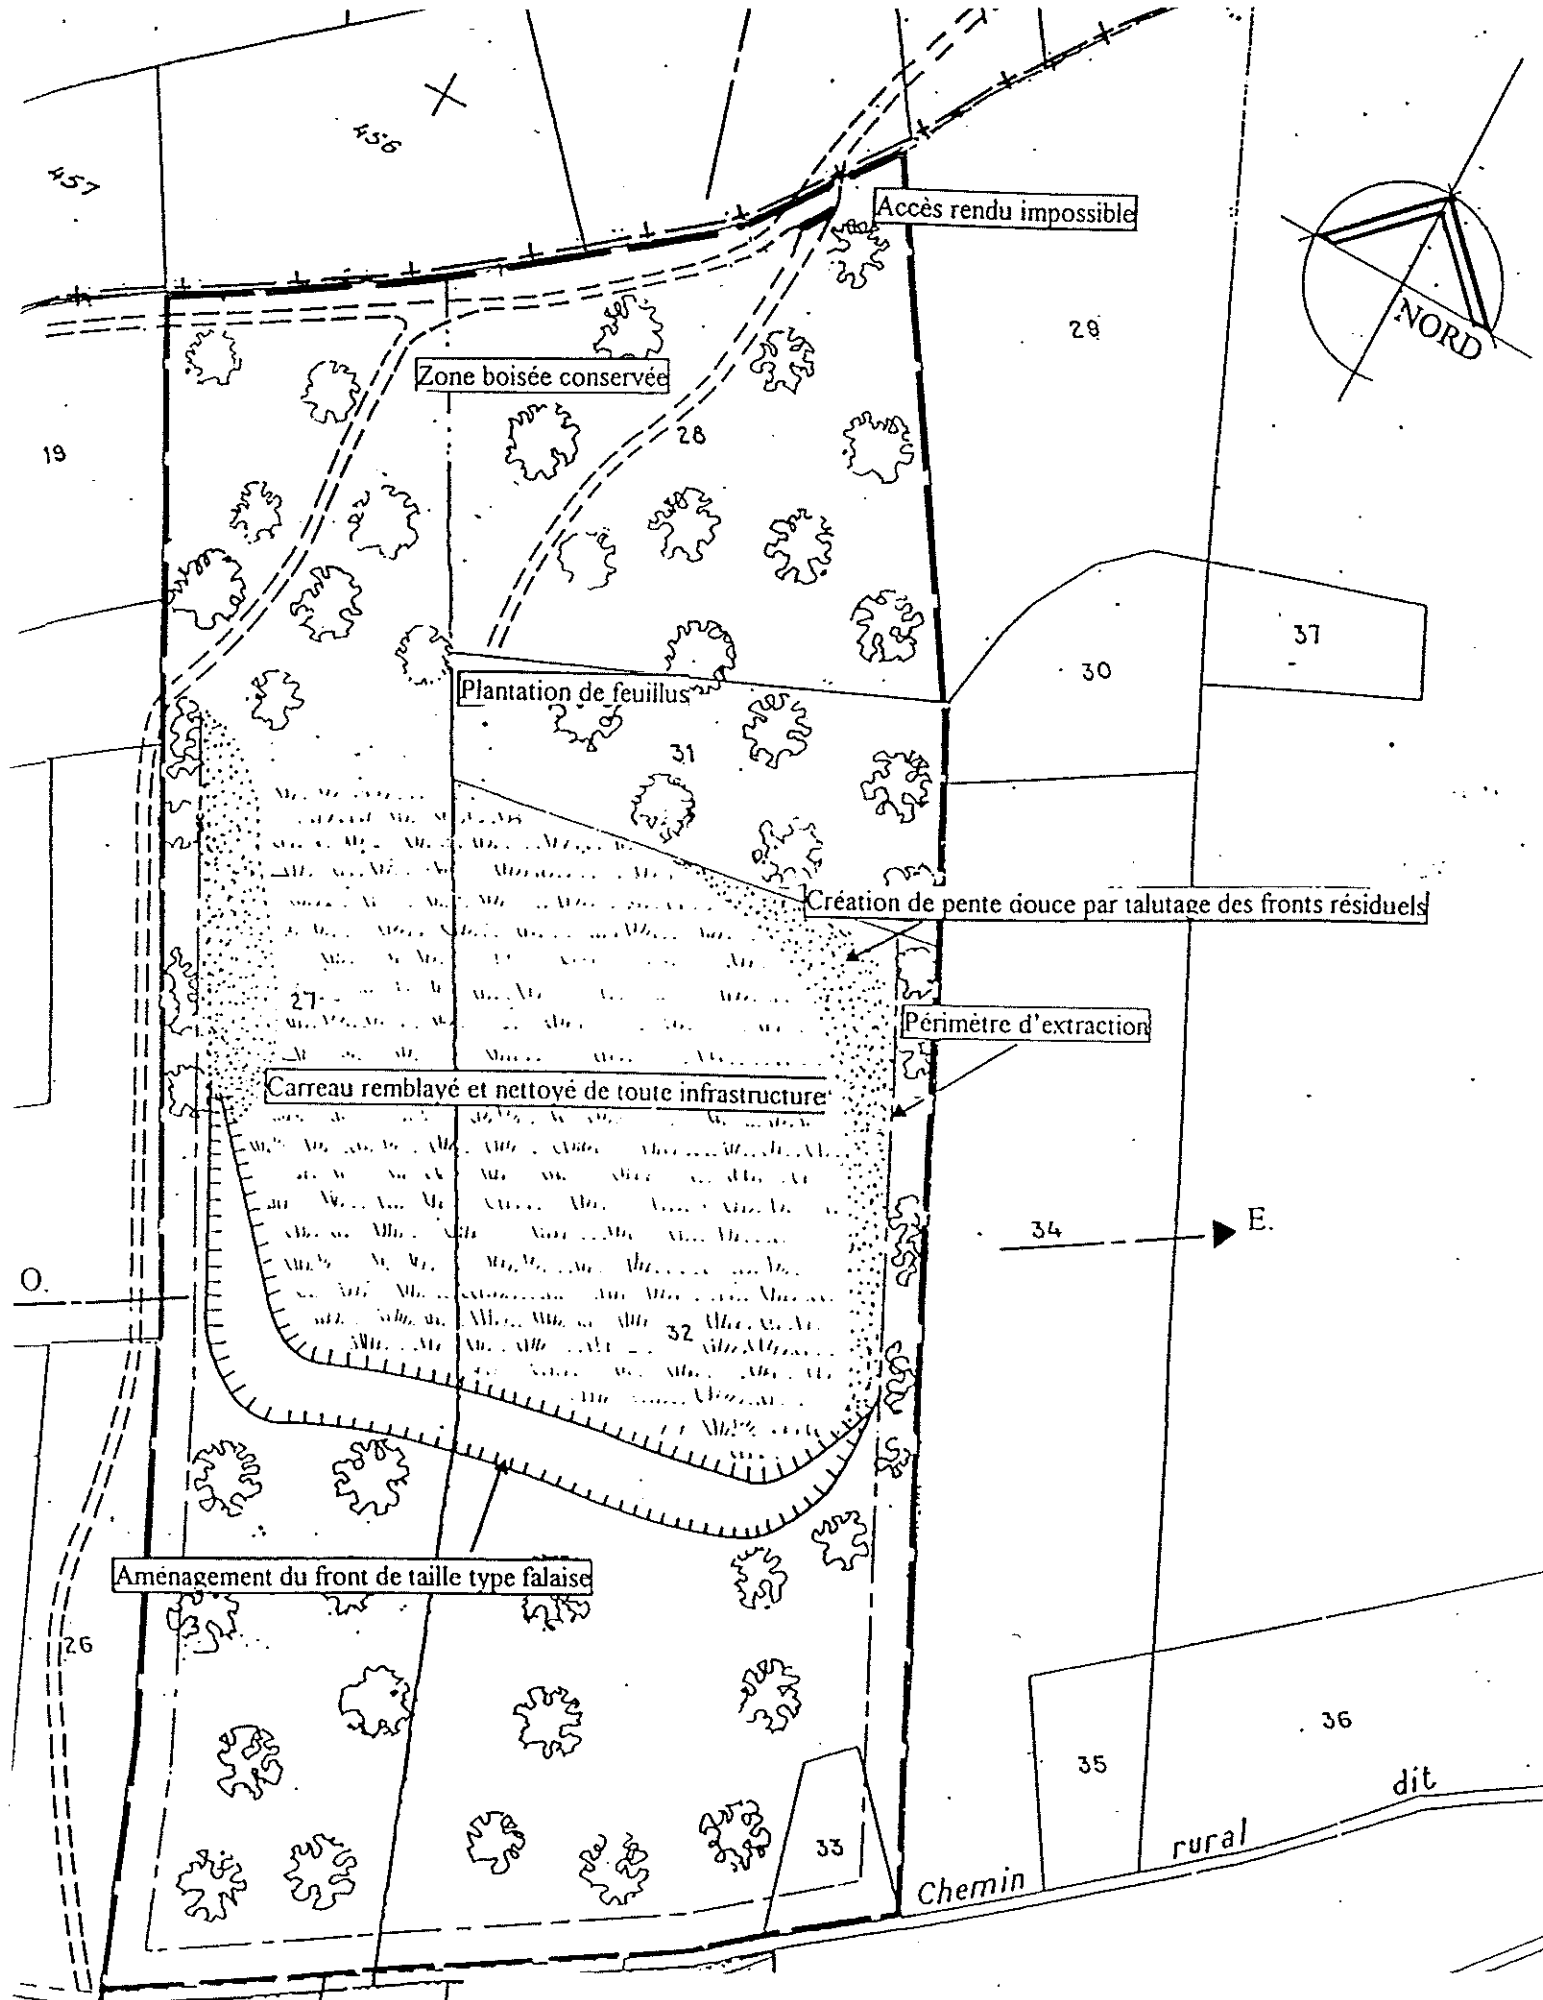 456
457
Accès rendu impossible
NORD
29
Zone boisée conservée
28
19
37
30
Plantation de feuillus
31
Création de pente douce par talutage des fronts résiduels
27
Périmètre d'extraction
Carreau remblayé et nettoyé de toute infrastructure
34
E.
O.
32
Aménagement du front de taille type falaise
26
36
35
dit
33
rural
Chemin